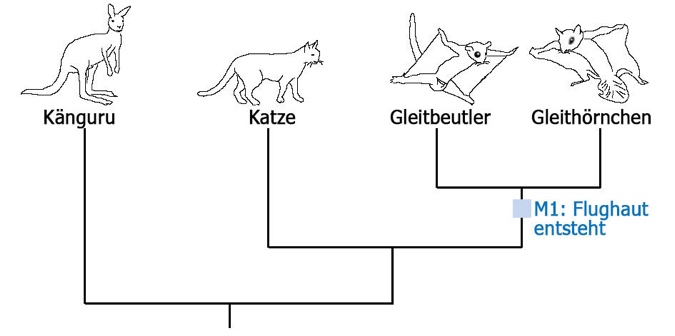 Känguru
Katze
Gleitbeutler
Gleithörnchen
M1: Flughaut
entsteht